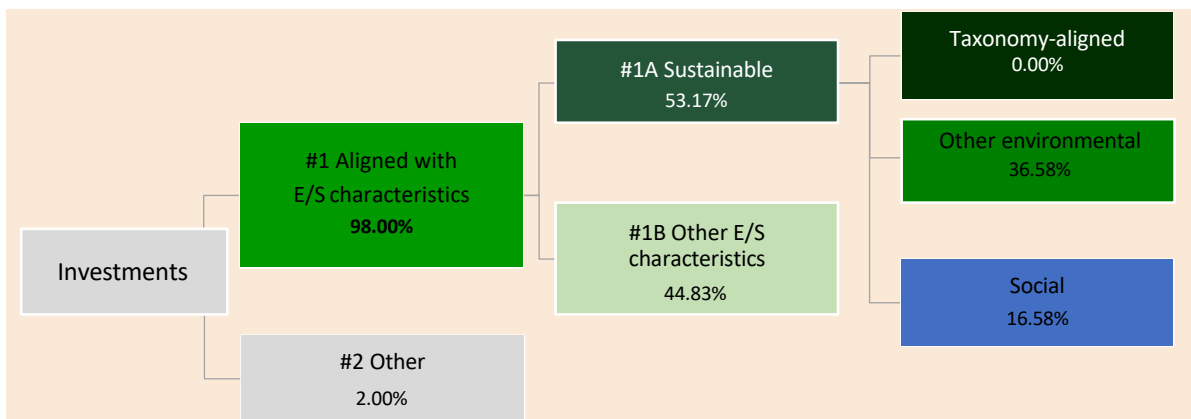 Investments
#1 Aligned with
E/S characteristics
98.00%
#2 Other
2.00%
#1A Sustainable
53.17%
#1B Other E/S
characteristics
44.83%
Taxonomy-aligned
0.00%
Other environmental
36.58%
Social
16.58%